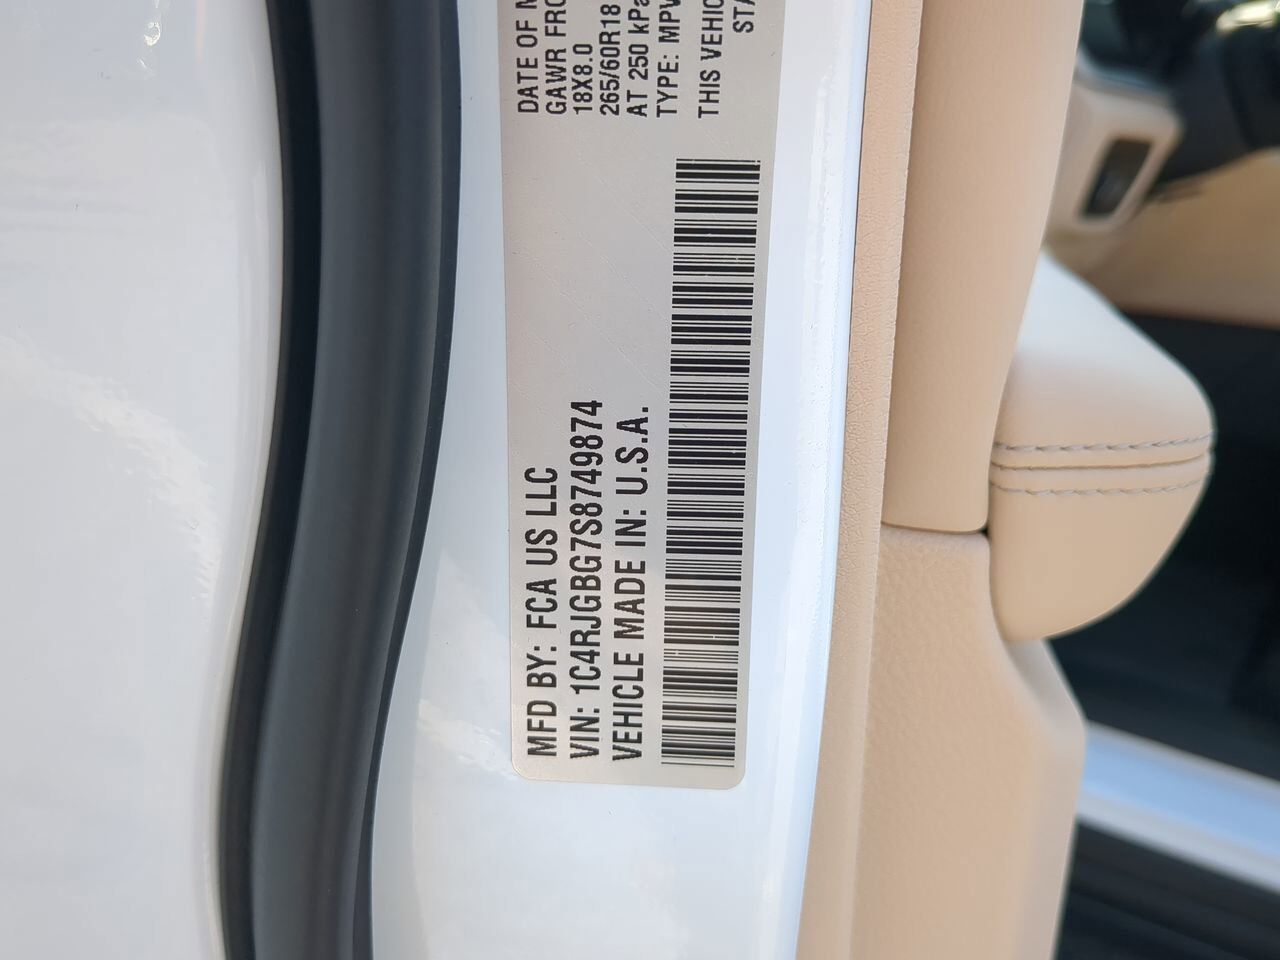 MFD BY: FCA US LLC
VIN: 1C4RJGBG7S8749874
VEHICLE MADE IN: U.S.A.
DATE OF M
GAWR FRO
18X8.0
265/60R18
AT 250 kPa
TYPE: MPV
THIS VEHIC
STA